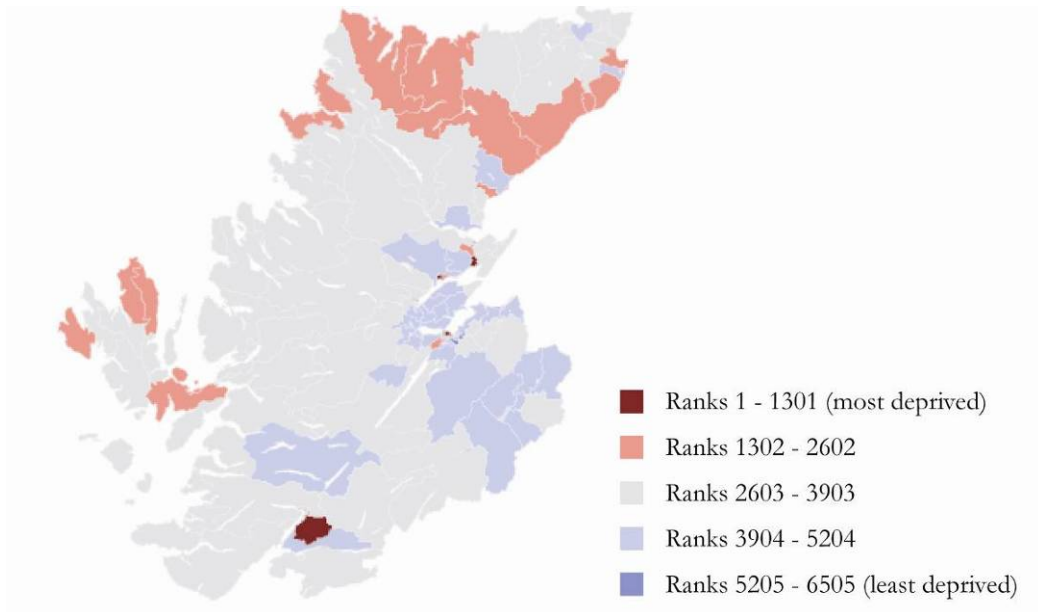 Ranks 1 - 1301 (most deprived)
Ranks 1302 - 2602
Ranks 2603 - 3903
Ranks 3904 - 5204
Ranks 5205 - 6505 (least deprived)